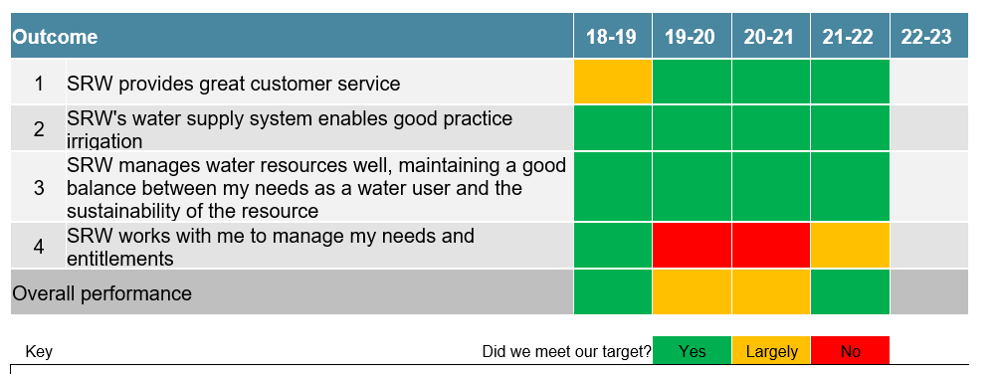 Outcome 18-19 19-20 20-21 21-22 22-23
1 SRW provides great customer service
2 SRW's water supply system enables good practice
irrigation
3 SRW manages water resources well, maintaining a good
balance between my needs as a water user and the
sustainability of the resource
4 SRW works with me to manage my needs and
entitlements
Overall performance
Key Did we meet our target? Yes Largely No